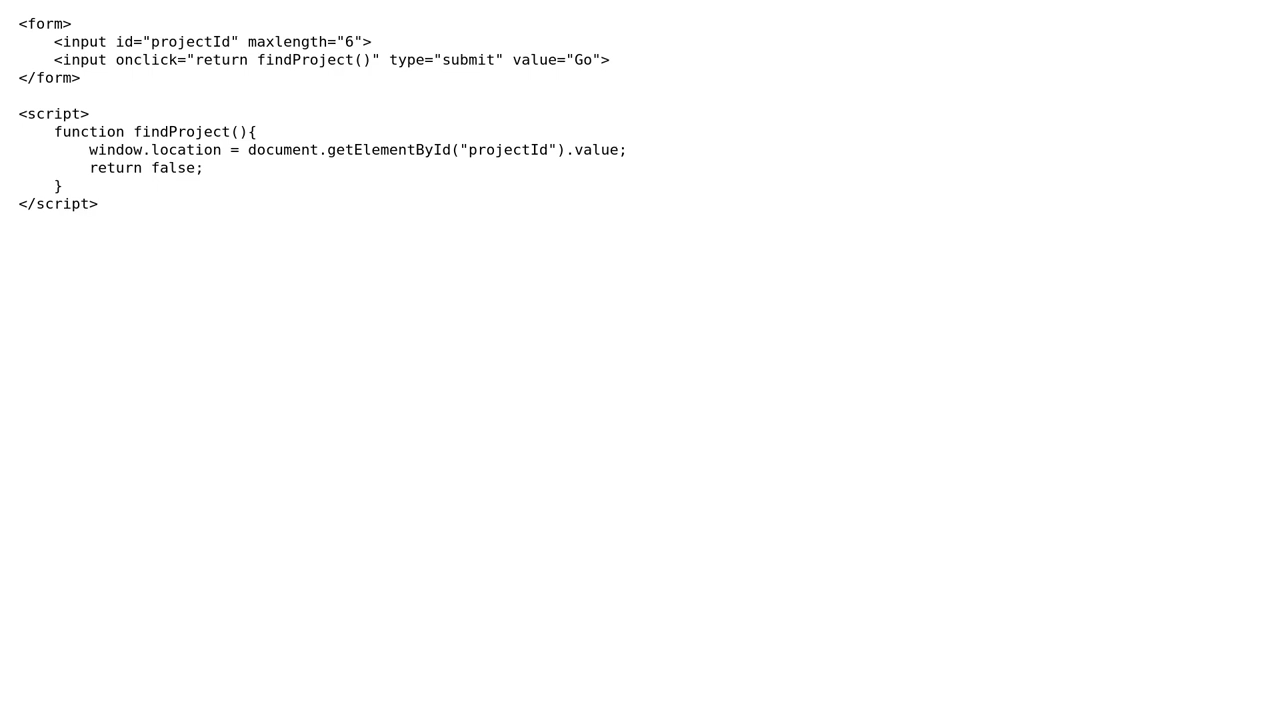 <form>
    <input id="projectId" maxlength="6">
    <input onclick="return findProject()" type="submit" value="Go">
</form>

<script>
    function findProject(){
        window.location = document.getElementById("projectId").value;
        return false;
    }
</script>